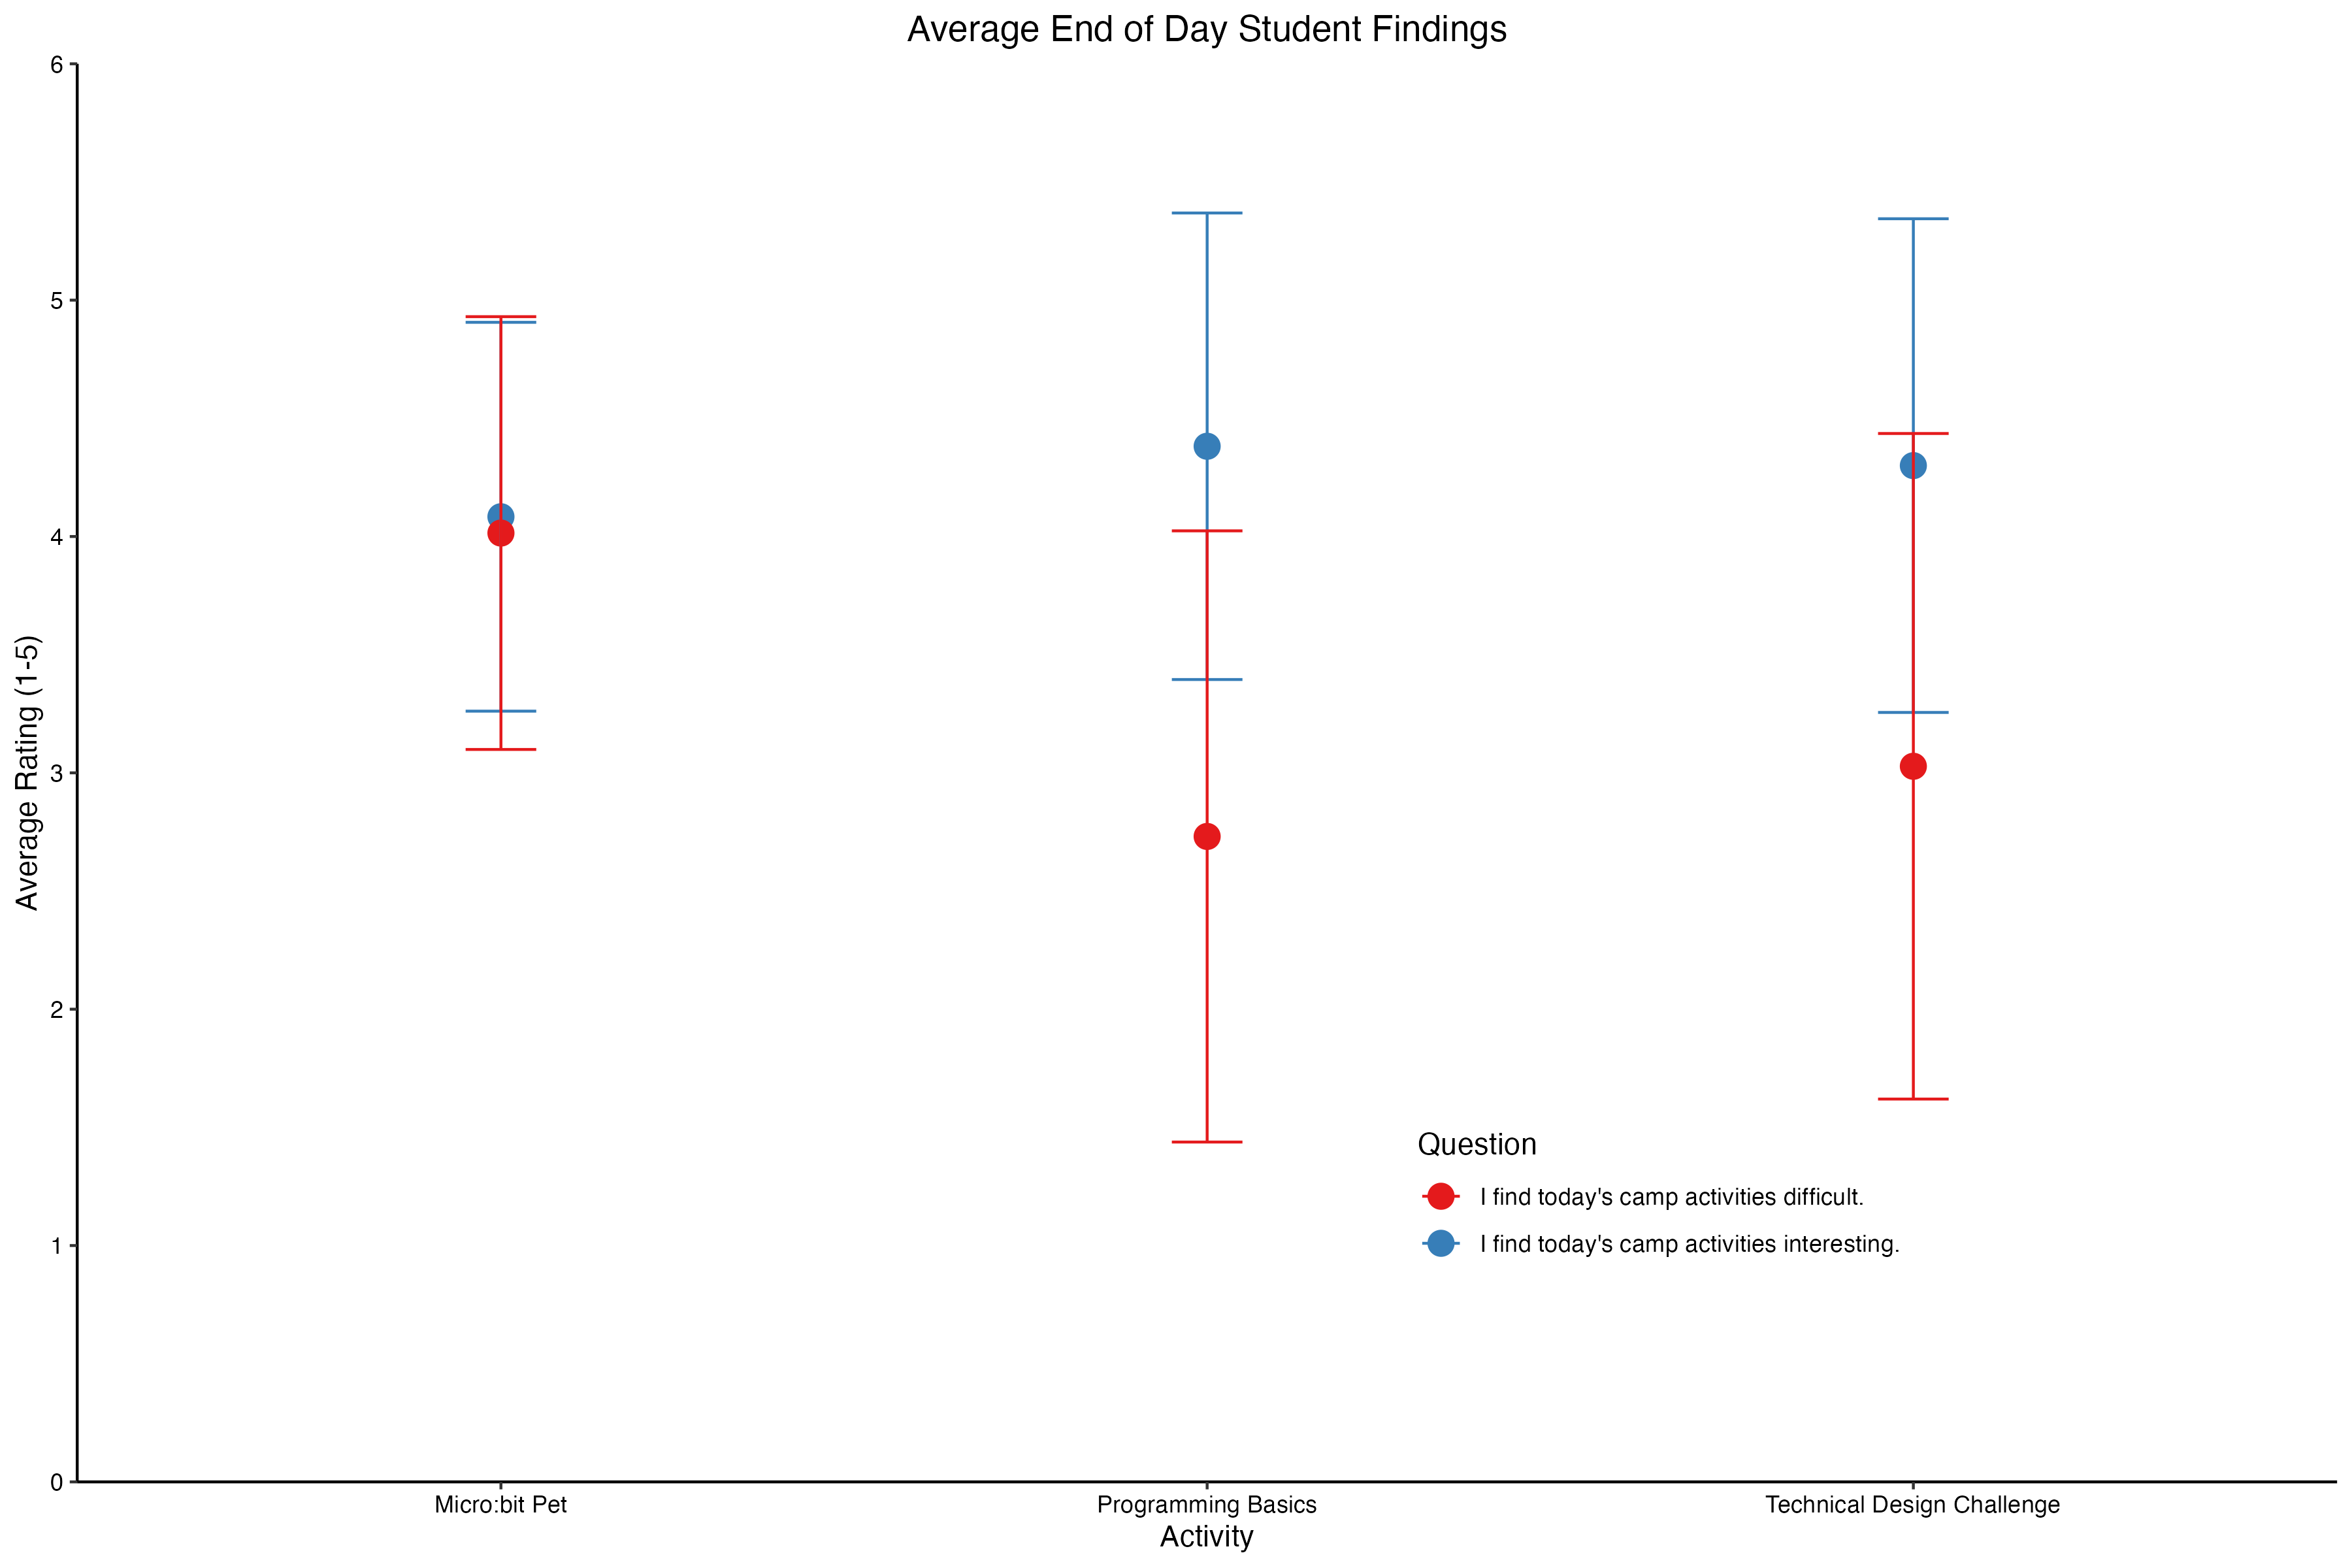 Average End of Day Student Findings
6
5
4
3
2
1
0
Average Rating (1-5)
Question
I find today's camp activities difficult.
I find today's camp activities interesting.
Micro:bit Pet
Programming Basics
Technical Design Challenge
Activity